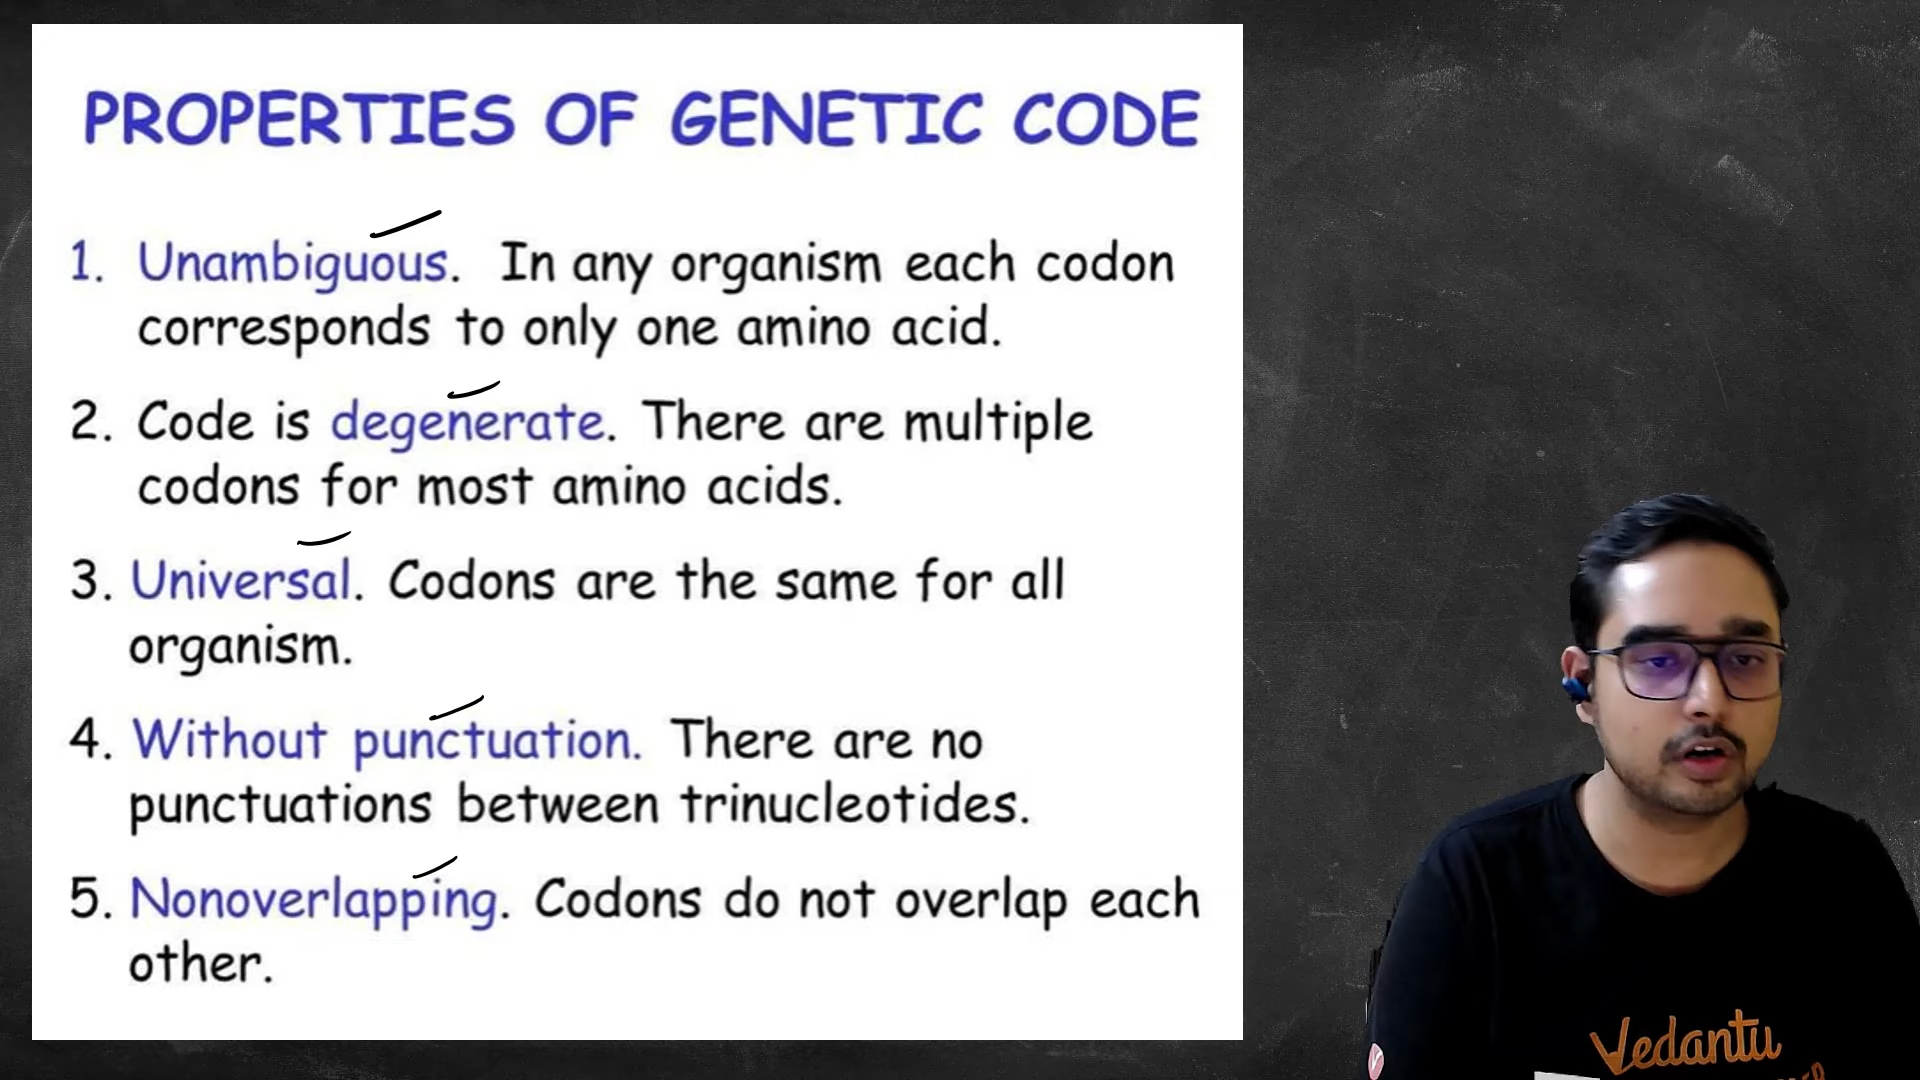 PROPERTIES OF GENETIC CODE
1. Unambiguous. In any organism each codon
corresponds to only one amino acid.
2. Code is degenerate. There are multiple
codons for most amino acids.
3. Universal. Codons are the same for all
organism.
4. Without punctuation. There are no
punctuations between trinucleotides.
5. Nonoverlapping. Codons do not overlap each
other.
Vedantu